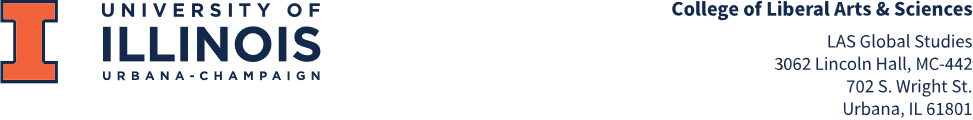 UNIVERSITY OF
ILLINOIS
URBANA-CHAMPAIGN
College of Liberal Arts & Sciences
LAS Global Studies
3062 Lincoln Hall, MC-442
702 S. Wright St.
Urbana, IL 61801